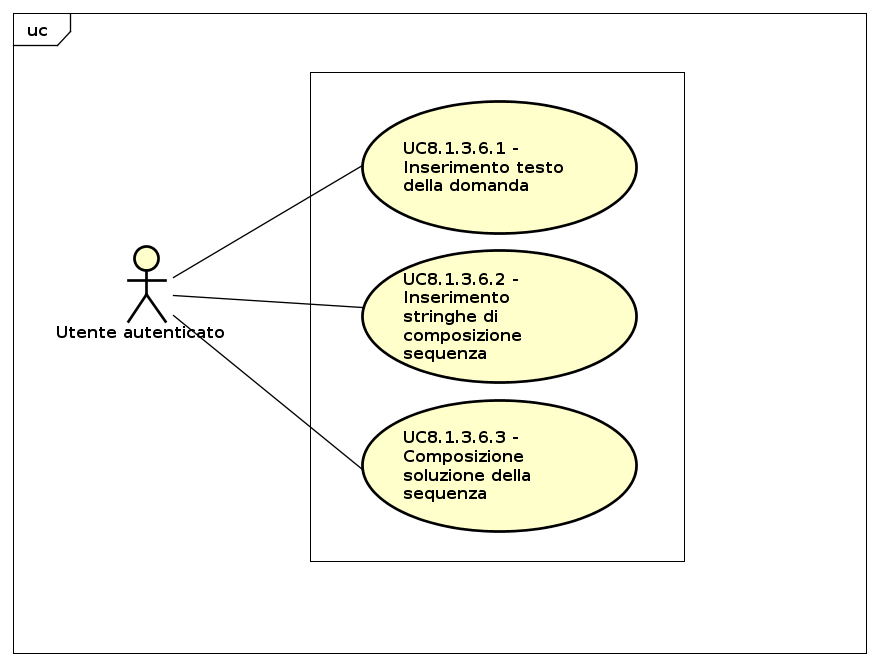 uc
UC8.1.3.6.1 -
Inserimento testo
della domanda
UC8.1.3.6.2 -
Inserimento
stringhe di
composizione
sequenza
Utente autenticato
UC8.1.3.6.3 -
Composizione
soluzione della
sequenza